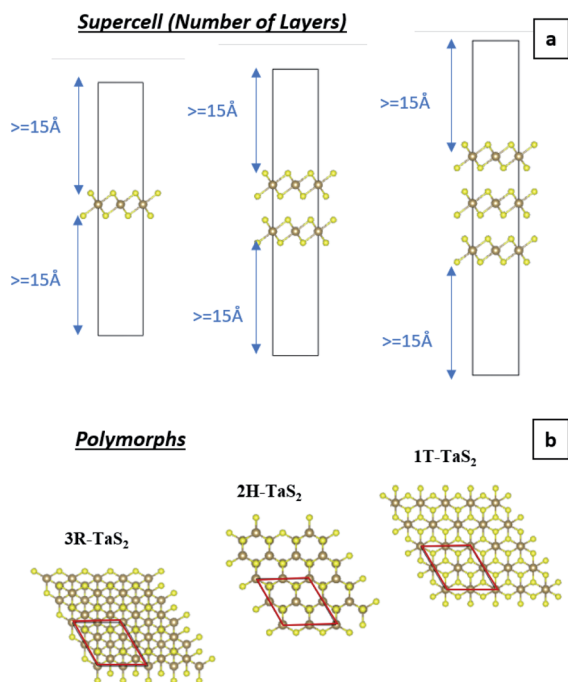 Supercell (Number of Layers)
a
>=15Å
>=15Å
>=15Å
>=15Å
>=15Å
>=15Å
Polymorphs
b
1T-TaS₂
2H-TaS₂
3R-TaS₂